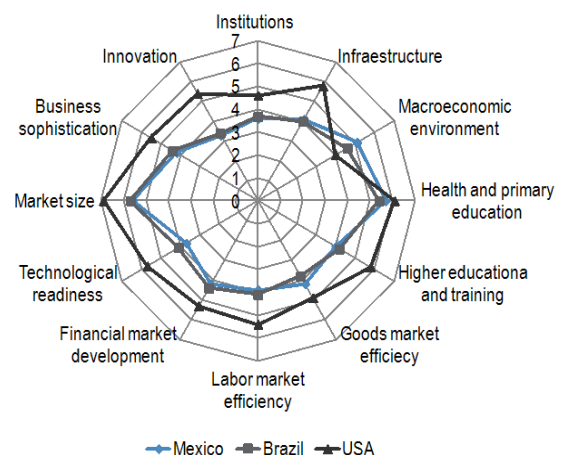 Institutions
Infraestructure
Macroeconomic
environment
Health and primary
education
Higher educationa
and training
Goods market
efficiecy
Labor market
efficiency
Financial market
development
Technological
readiness
Market size
Business
sophistication
Innovation
7
6
5
4
3
2
1
0
Mexico Brazil USA